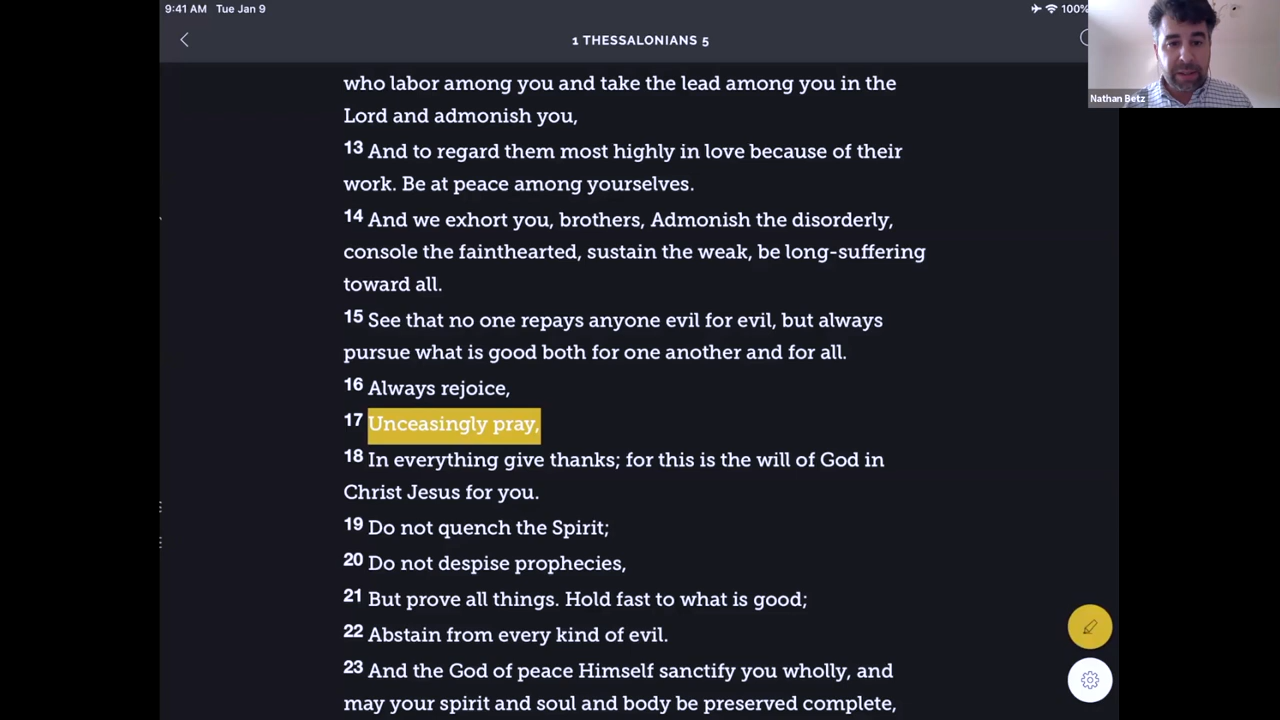 9:41 AM Tue Jan 9
100%
1 THESSALONIANS 5
Nathan Betz
who labor among you and take the lead among you in the
Lord and admonish you,
13 And to regard them most highly in love because of their
work. Be at peace among yourselves.
14 And we exhort you, brothers, Admonish the disorderly,
console the fainthearted, sustain the weak, be long-suffering
toward all.
15 See that no one repays anyone evil for evil, but always
pursue what is good both for one another and for all.
16 Always rejoice,
17 Unceasingly pray,
18 In everything give thanks; for this is the will of God in
Christ Jesus for you.
19 Do not quench the Spirit;
20 Do not despise prophecies,
21 But prove all things. Hold fast to what is good;
22 Abstain from every kind of evil.
23 And the God of peace Himself sanctify you wholly, and
may your spirit and soul and body be preserved complete,